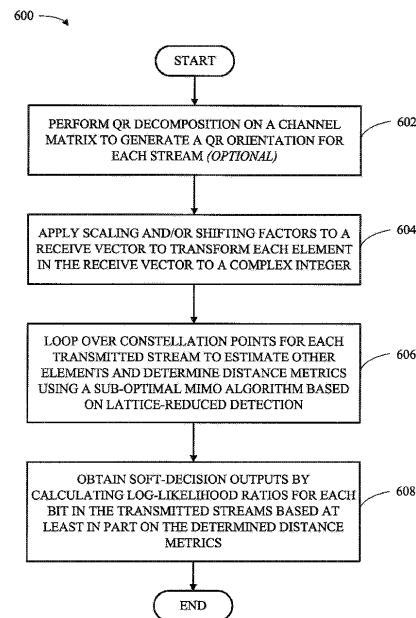 600
START
PERFORM QR DECOMPOSITION ON A CHANNEL
MATRIX TO GENERATE A QR ORIENTATION FOR
EACH STREAM (OPTIONAL)
602
APPLY SCALING AND/OR SHIFTING FACTORS TO A
RECEIVE VECTOR TO TRANSFORM EACH ELEMENT
IN THE RECEIVE VECTOR TO A COMPLEX INTEGER
604
LOOP OVER CONSTELLATION POINTS FOR EACH
TRANSMITTED STREAM TO ESTIMATE OTHER
ELEMENTS AND DETERMINE DISTANCE METRICS
USING A SUB-OPTIMAL MIMO ALGORITHM BASED
ON LATTICE-REDUCED DETECTION
606
OBTAIN SOFT-DECISION OUTPUTS BY
CALCULATING LOG-LIKELIHOOD RATIOS FOR EACH
BIT IN THE TRANSMITTED STREAMS BASED AT
LEAST IN PART ON THE DETERMINED DISTANCE
METRICS
608
END